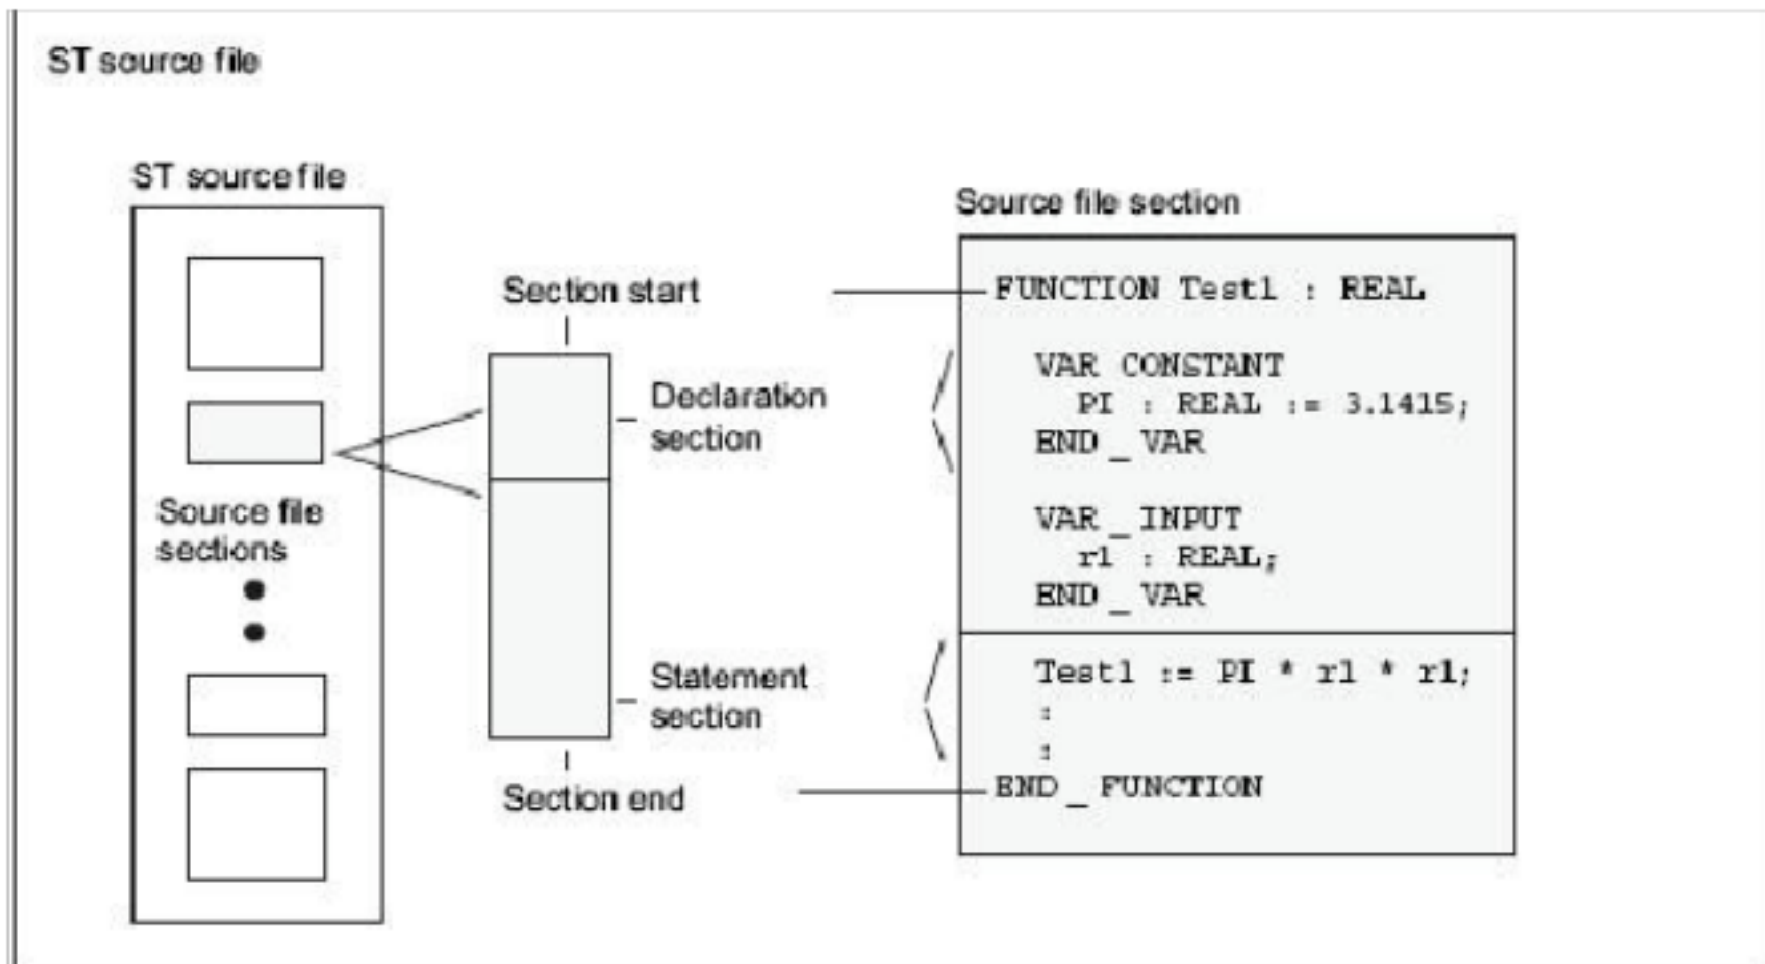 ST source file
ST source file
Source file
sections
Section start
Declaration
section
Statement
section
Section end
Source file section
FUNCTION Test1 : REAL
VAR CONSTANT
PI : REAL := 3.1415;
END_VAR
VAR_INPUT
r1 : REAL;
END_VAR
Test1 := PI * r1 * r1;
:
:
END_FUNCTION